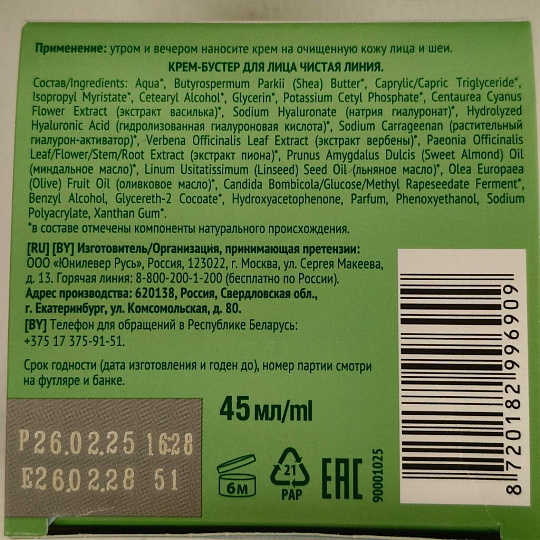 Применение: утром и вечером наносите крем на очищенную кожу лица и шеи.
КРЕМ-БУСТЕР ДЛЯ ЛИЦА ЧИСТАЯ ЛИНИЯ.
Состав/Ingredients: Aqua*, Butyrospermum Parkii (Shea) Butter*, Caprylic/Capric Triglyceride*,
Isopropyl Myristate*, Cetearyl Alcohol*, Glycerin*, Potassium Cetyl Phosphate*, Centaurea Cyanus
Flower Extract (экстракт василька)*, Sodium Hyaluronate (натрия гиалуронат)*, Hydrolyzed
Hyaluronic Acid (гидролизованная гиалуроновая кислота)*, Sodium Carrageenan (растительный
гиалурон-активатор)*, Verbena Officinalis Leaf Extract (экстракт вербены)*, Paeonia Officinalis
Leaf/Flower/Stem/Root Extract (экстракт пиона)*, Prunus Amygdalus Dulcis (Sweet Almond) Oil
(миндальное масло)*, Linum Usitatissimum (Linseed) Seed Oil (льняное масло)*, Olea Europaea
(Olive) Fruit Oil (оливковое масло)*, Candida Bombicola/Glucose/Methyl Rapeseedate Ferment*,
Benzyl Alcohol, Glycereth-2 Cocoate*, Hydroxyacetophenone, Parfum, Phenoxyethanol, Sodium
Polyacrylate, Xanthan Gum*.
*в составе отмечены компоненты натурального происхождения.
[RU] [BY] Изготовитель/Организация, принимающая претензии:
ООО «Юнилевер Русь», Россия, 123022, г. Москва, ул. Сергея Макеева,
д. 13. Горячая линия: 8-800-200-1-200 (бесплатно по России).
Адрес производства: 620138, Россия, Свердловская обл.,
г. Екатеринбург, ул. Комсомольская, д. 80.
[BY] Телефон для обращений в Республике Беларусь:
+375 17 375-91-51.
Срок годности (дата изготовления и годен до), номер партии смотри
на футляре и банке.
45 мл/ml
P26.02.25 1628
E26.02.28 51
6м
21
PAP
EAC
90001025
8 720182 996909